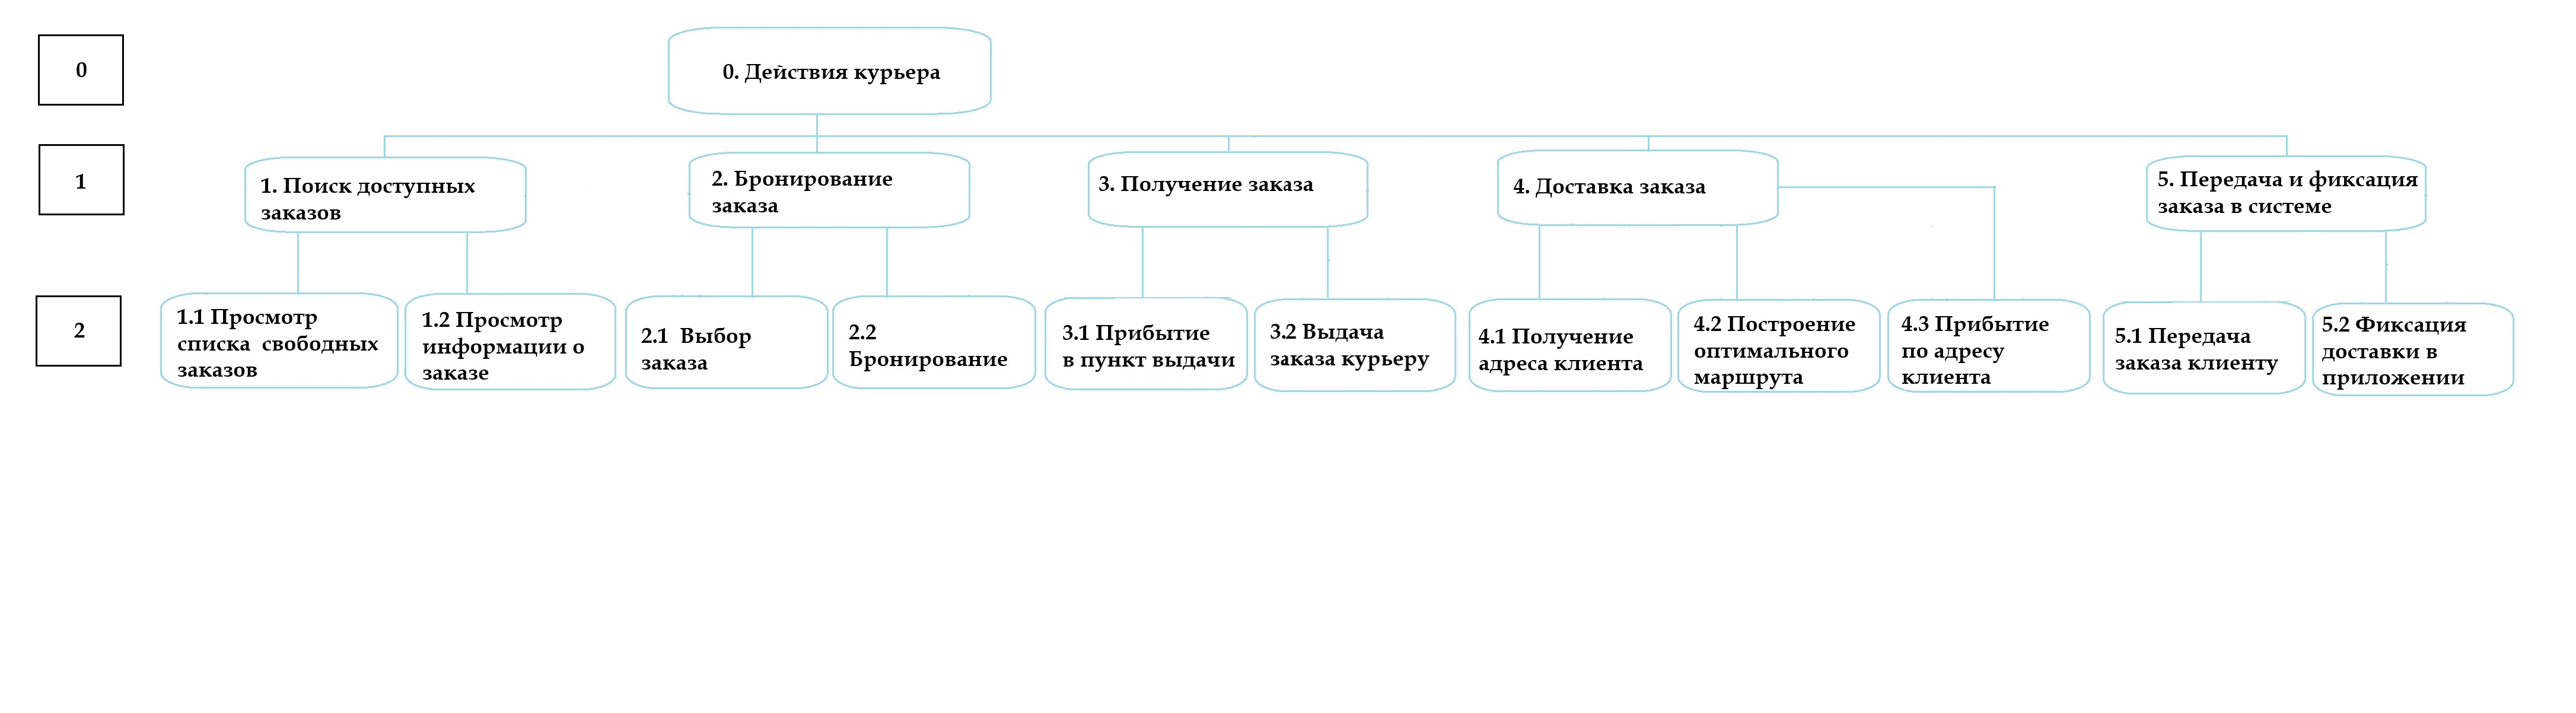 0
0. Действия курьера
1
1. Поиск доступных
заказов
2. Бронирование
заказа
3. Получение заказа
4. Доставка заказа
5. Передача и фиксация
заказа в системе
2
1.1 Просмотр
списка свободных
заказов
1.2 Просмотр
информации о
заказе
2.1 Выбор
заказа
2.2
Бронирование
3.1 Прибытие
в пункт выдачи
3.2 Выдача
заказа курьеру
4.1 Получение
адреса клиента
4.2 Построение
оптимального
маршрута
4.3 Прибытие
по адресу
клиента
5.1 Передача
заказа клиенту
5.2 Фиксация
доставки в
приложении